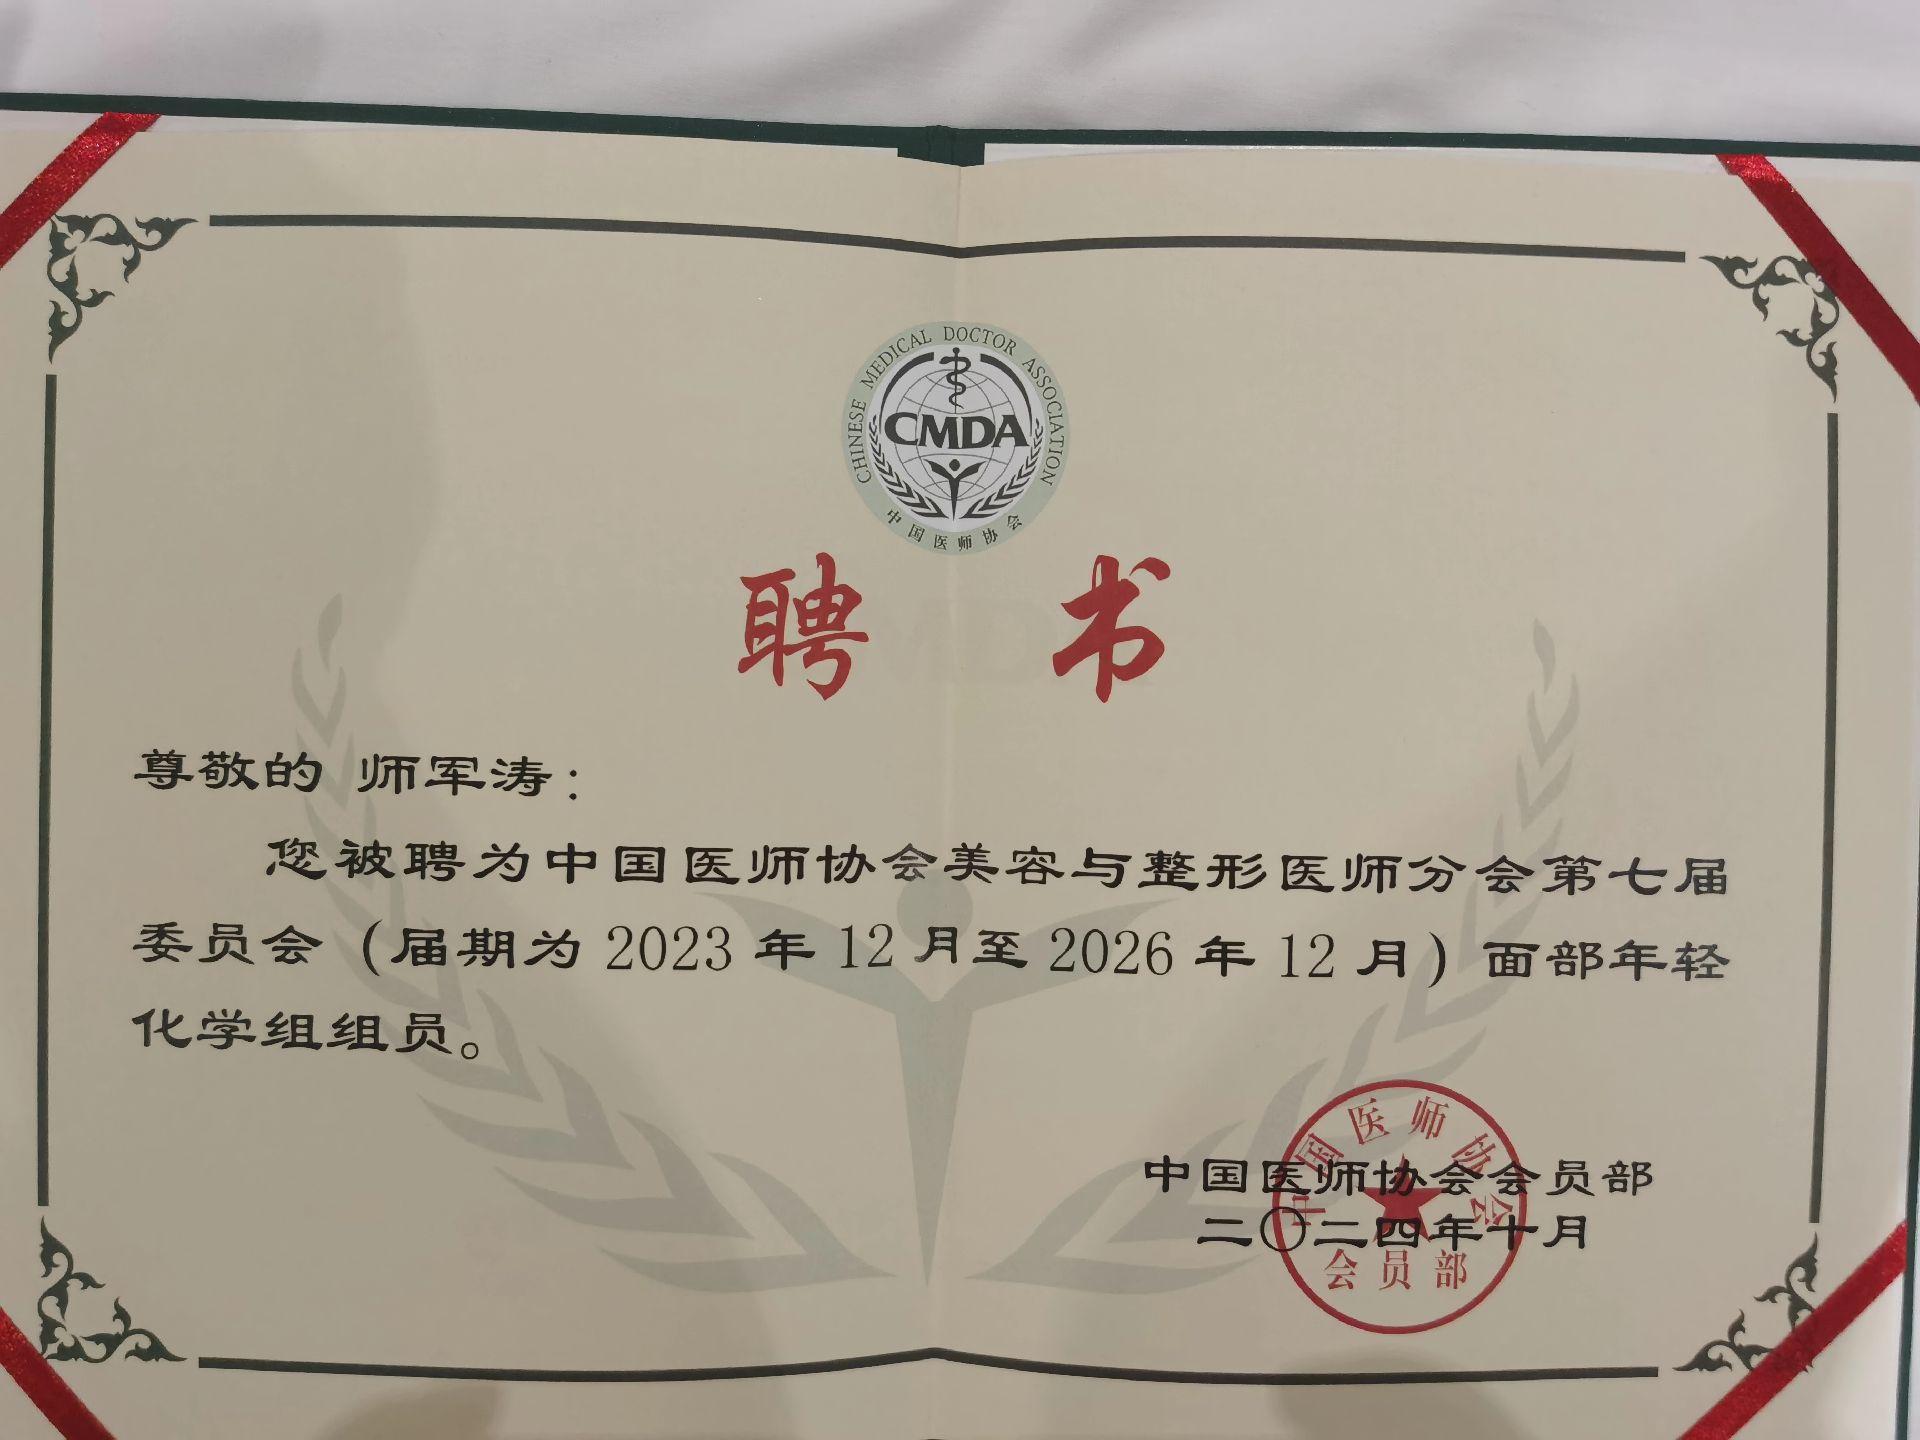 CHINESE MEDICAL DOCTOR ASSOCIATION
CMDA
中国医师协会
聘 书
尊敬的 师军涛：
您被聘为中国医师协会美容与整形医师分会第七届
委员会（届期为 2023 年 12 月至 2026 年 12 月）面部年轻
化学组组员。
中国医师协会会员部
二〇二四年十月
中国医师协会
会员部